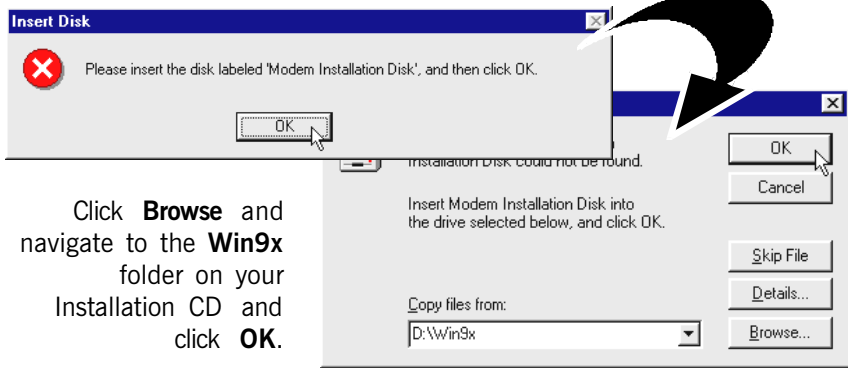 Insert Disk
Please insert the disk labeled 'Modem Installation Disk', and then click OK.
OK
Installation Disk could not be found.
Insert Modem Installation Disk into
the drive selected below, and click OK.
Copy files from:
D:\Win9x
OK
Cancel
Skip File
Details...
Browse...
Click Browse and
navigate to the Win9x
folder on your
Installation CD and
click OK.